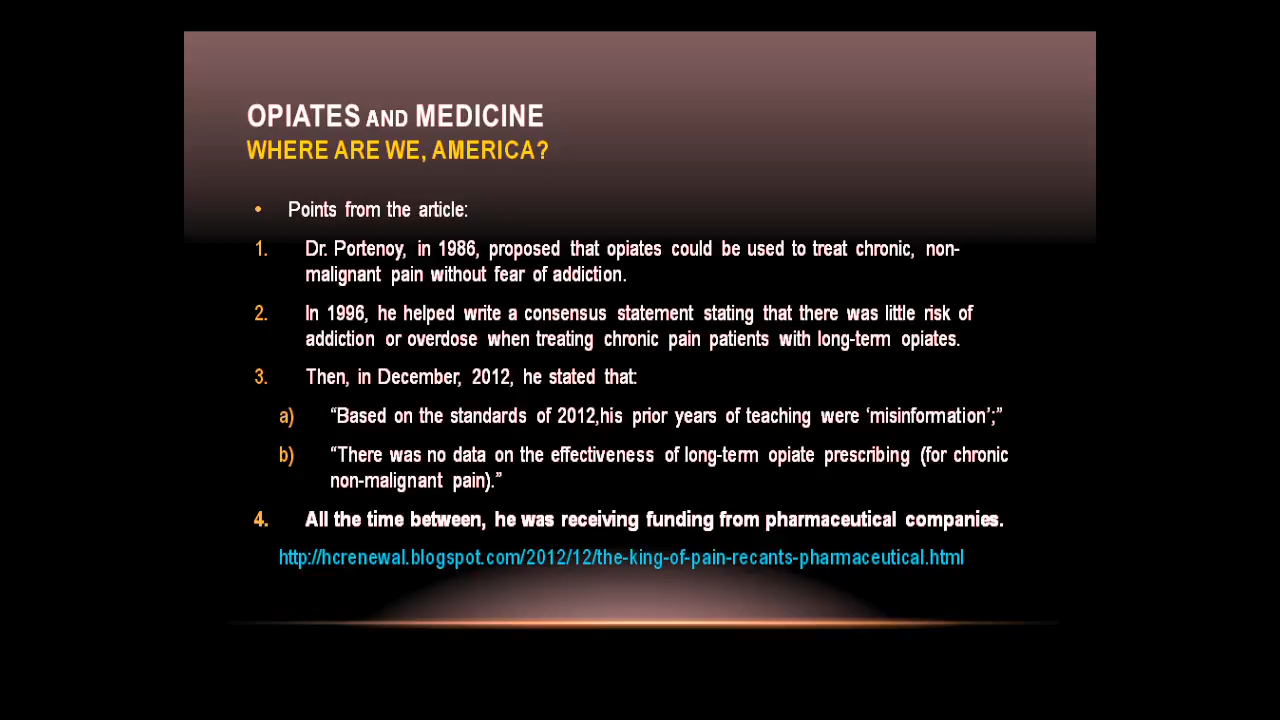 OPIATES AND MEDICINE
WHERE ARE WE, AMERICA?
• Points from the article:
1. Dr. Portenoy, in 1986, proposed that opiates could be used to treat chronic, non-
malignant pain without fear of addiction.
2. In 1996, he helped write a consensus statement stating that there was little risk of
addiction or overdose when treating chronic pain patients with long-term opiates.
3. Then, in December, 2012, he stated that:
a) “Based on the standards of 2012,his prior years of teaching were ‘misinformation’;”
b) “There was no data on the effectiveness of long-term opiate prescribing (for chronic
non-malignant pain).”
4. All the time between, he was receiving funding from pharmaceutical companies.
http://hcrenewal.blogspot.com/2012/12/the-king-of-pain-recants-pharmaceutical.html